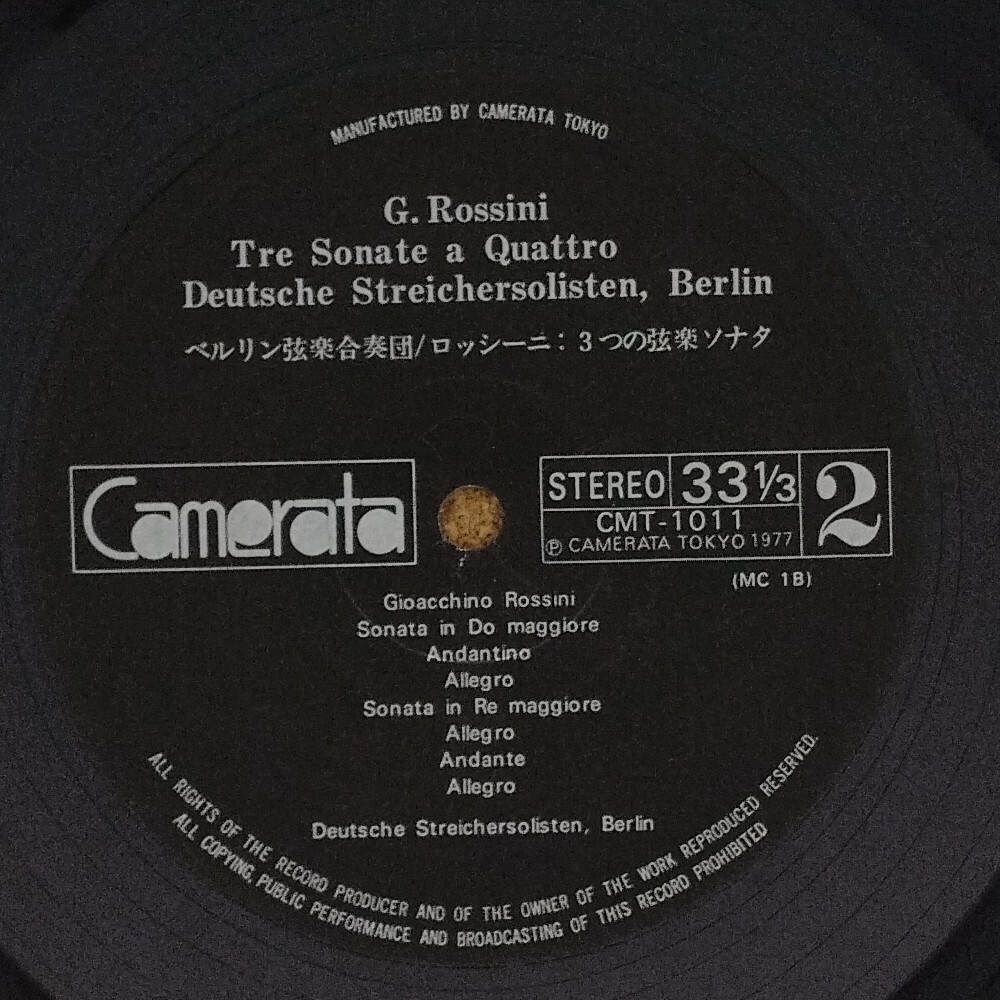 MANUFACTURED BY CAMERATA TOKYO
G. Rossini
Tre Sonate a Quattro
Deutsche Streichersolisten, Berlin
ベルリン弦楽合奏団/ロッシーニ: 3つの弦楽ソナタ
Camerata
STEREO 33 1/3 2
CMT-1011
Ⓟ CAMERATA TOKYO 1977
(MC 1B)
Gioacchino Rossini
Sonata in Do maggiore
Andantino
Allegro
Sonata in Re maggiore
Allegro
Andante
Allegro
Deutsche Streichersolisten, Berlin
ALL RIGHTS OF THE RECORD PRODUCER AND OF THE OWNER OF THE WORK REPRODUCED RESERVED.
ALL COPYING, PUBLIC PERFORMANCE AND BROADCASTING OF THIS RECORD PROHIBITED